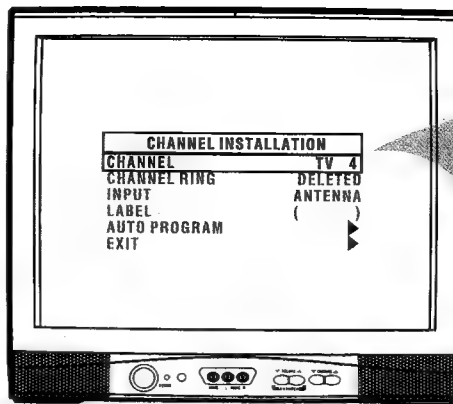 CHANNEL INSTALLATION
CHANNEL TV 4
CHANNEL RING DELETED
INPUT ANTENNA
LABEL ( )
AUTO PROGRAM ▶
EXIT ▶